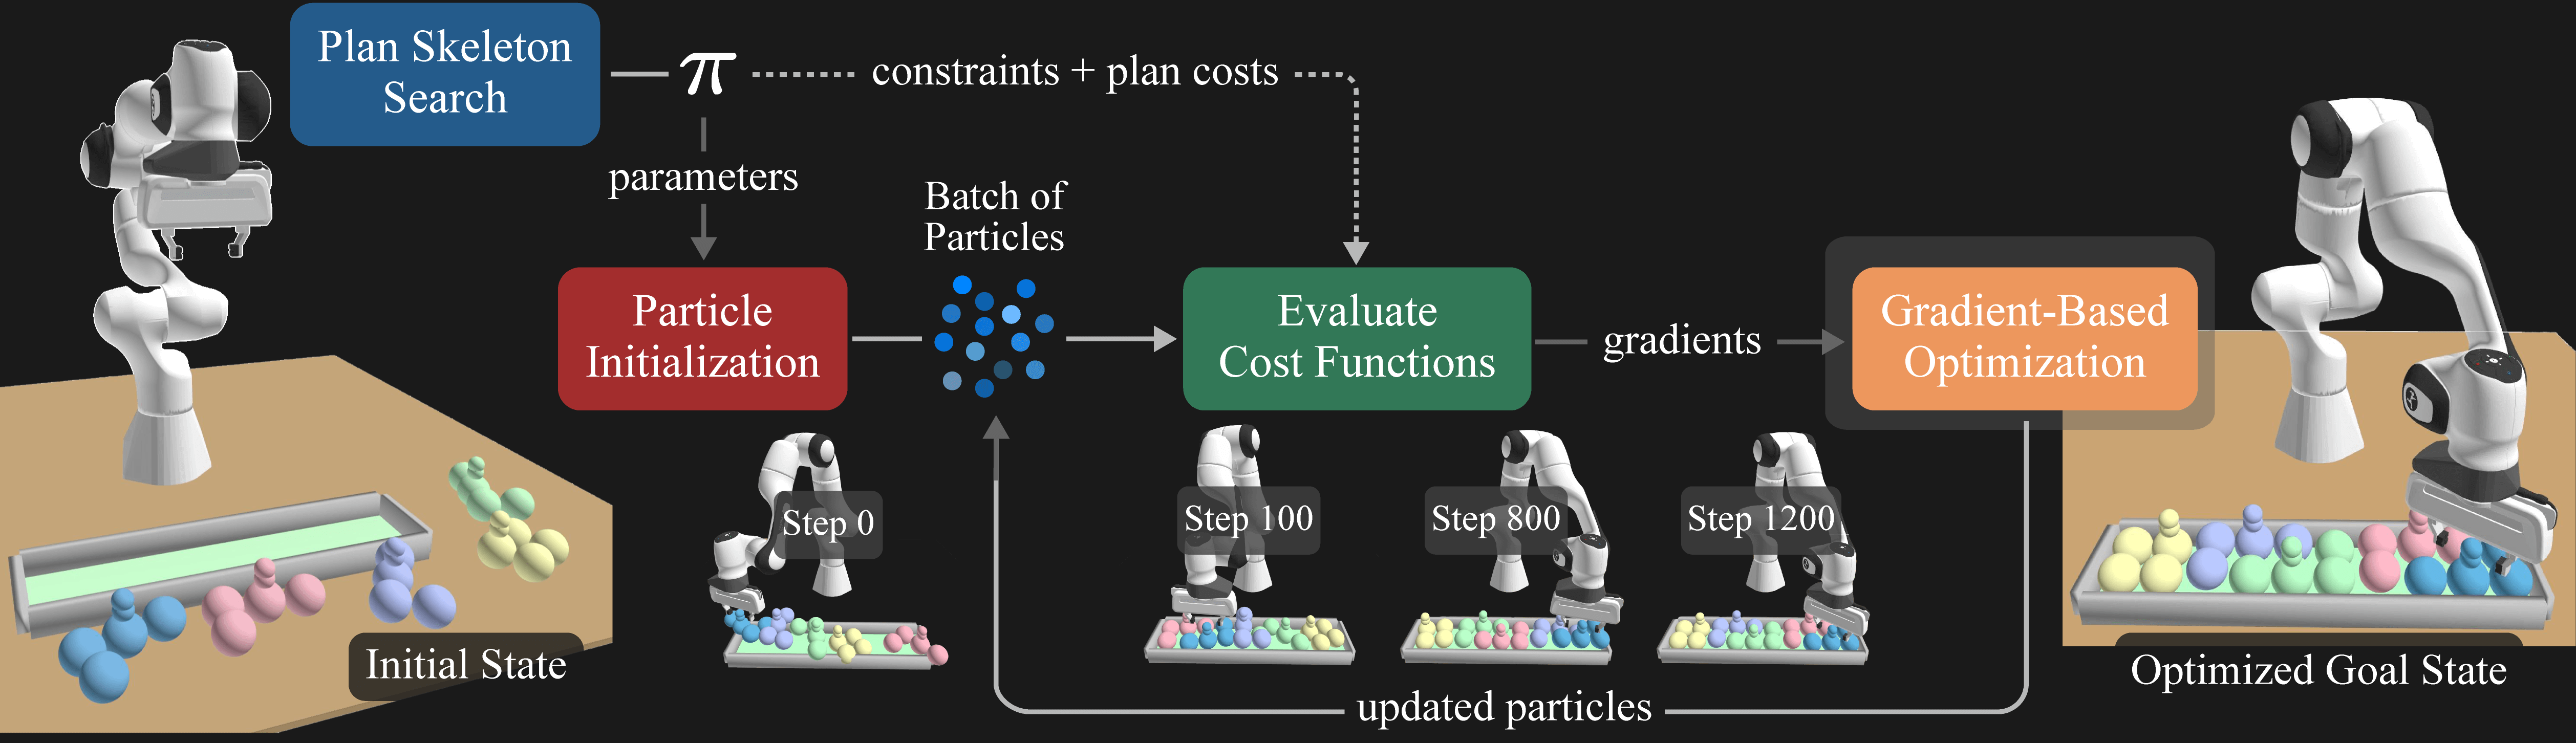 Plan Skeleton
Search
π
constraints + plan costs
parameters
Batch of
Particles
Particle
Initialization
Evaluate
Cost Functions
gradients
Gradient-Based
Optimization
Step 0
Step 100
Step 800
Step 1200
Initial State
updated particles
Optimized Goal State